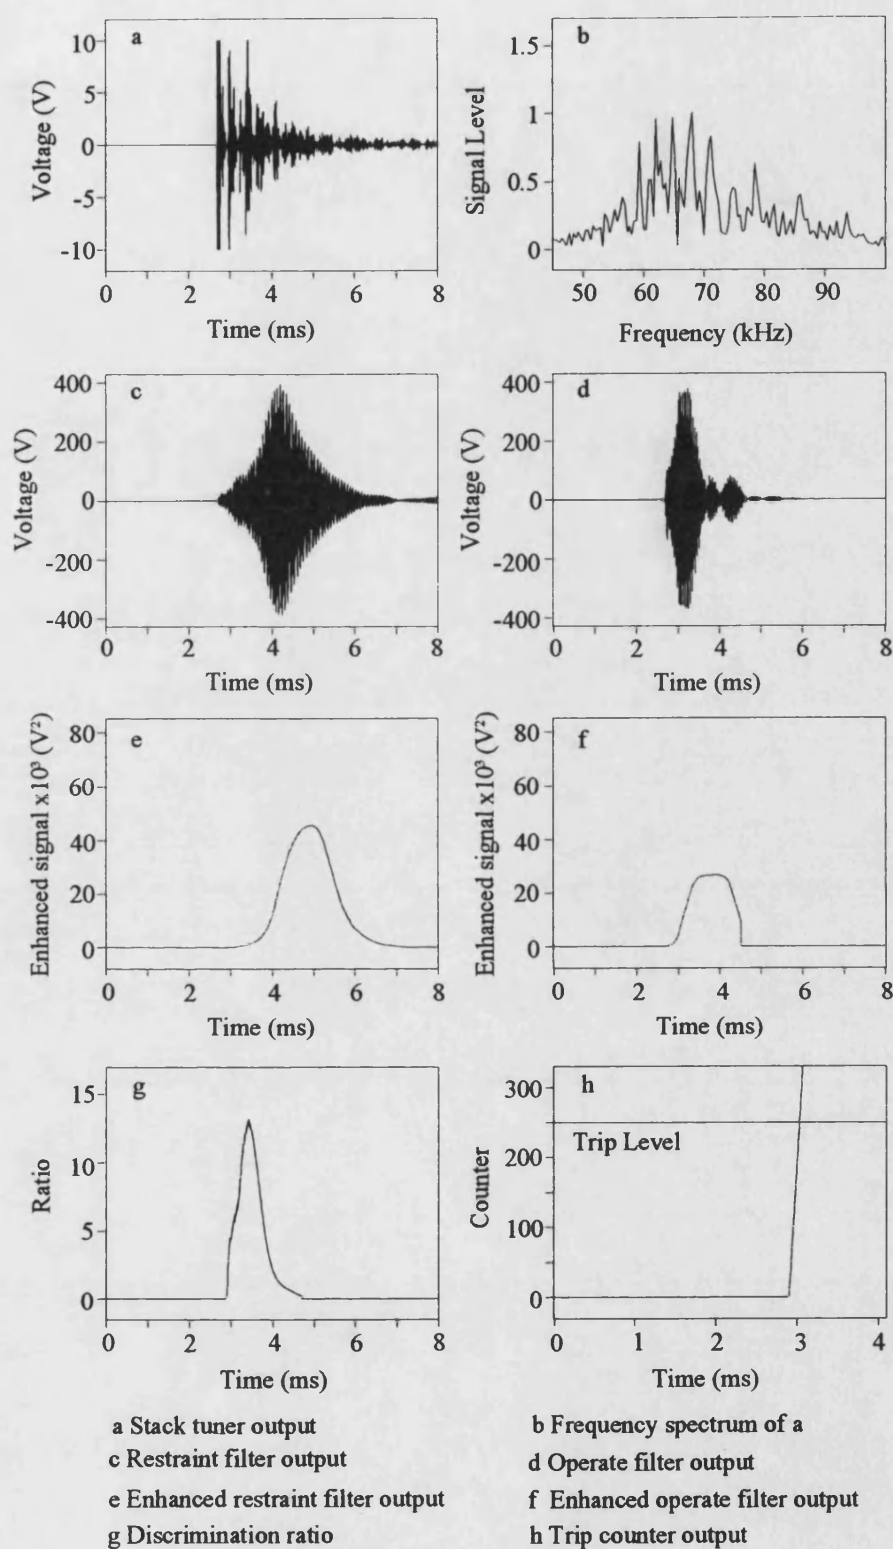 a
10
5
0
-5
-10
Voltage (V)
0 2 4 6 8
Time (ms)
b
1.5
1
0.5
0
Signal Level
50 60 70 80 90
Frequency (kHz)
c
400
200
0
-200
-400
Voltage (V)
0 2 4 6 8
Time (ms)
d
400
200
0
-200
-400
Voltage (V)
0 2 4 6 8
Time (ms)
e
80
60
40
20
0
Enhanced signal x10³ (V²)
0 2 4 6 8
Time (ms)
f
80
60
40
20
0
Enhanced signal x10³ (V²)
0 2 4 6 8
Time (ms)
g
15
10
5
0
Ratio
0 2 4 6 8
Time (ms)
h
300
200
100
0
Trip Level
Counter
0 1 2 3 4
Time (ms)
a Stack tuner output
b Frequency spectrum of a
c Restraint filter output
d Operate filter output
e Enhanced restraint filter output
f Enhanced operate filter output
g Discrimination ratio
h Trip counter output